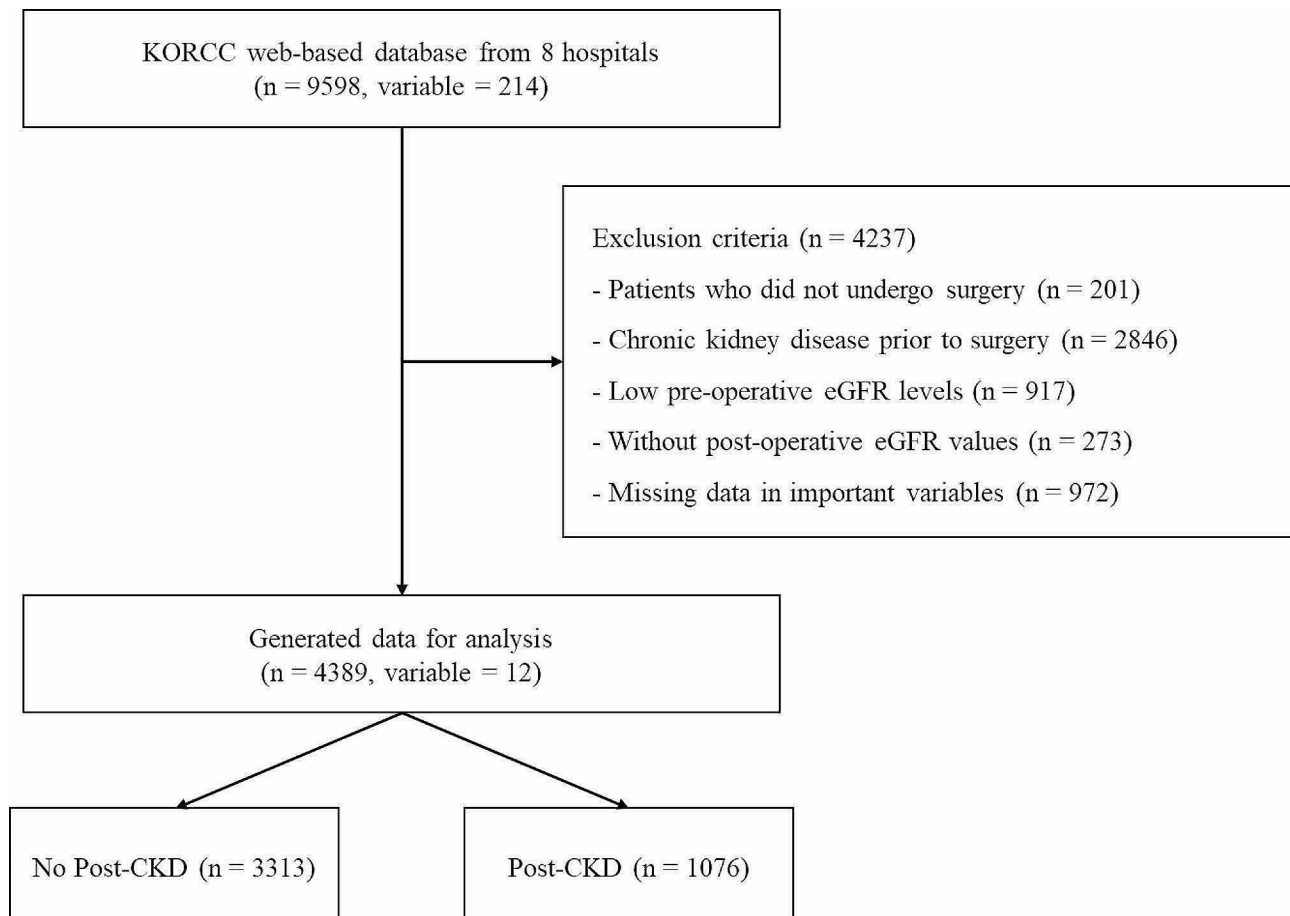 KORCC web-based database from 8 hospitals
(n = 9598, variable = 214)
Exclusion criteria (n = 4237)
- Patients who did not undergo surgery (n = 201)
- Chronic kidney disease prior to surgery (n = 2846)
- Low pre-operative eGFR levels (n = 917)
- Without post-operative eGFR values (n = 273)
- Missing data in important variables (n = 972)
Generated data for analysis
(n = 4389, variable = 12)
No Post-CKD (n = 3313)
Post-CKD (n = 1076)